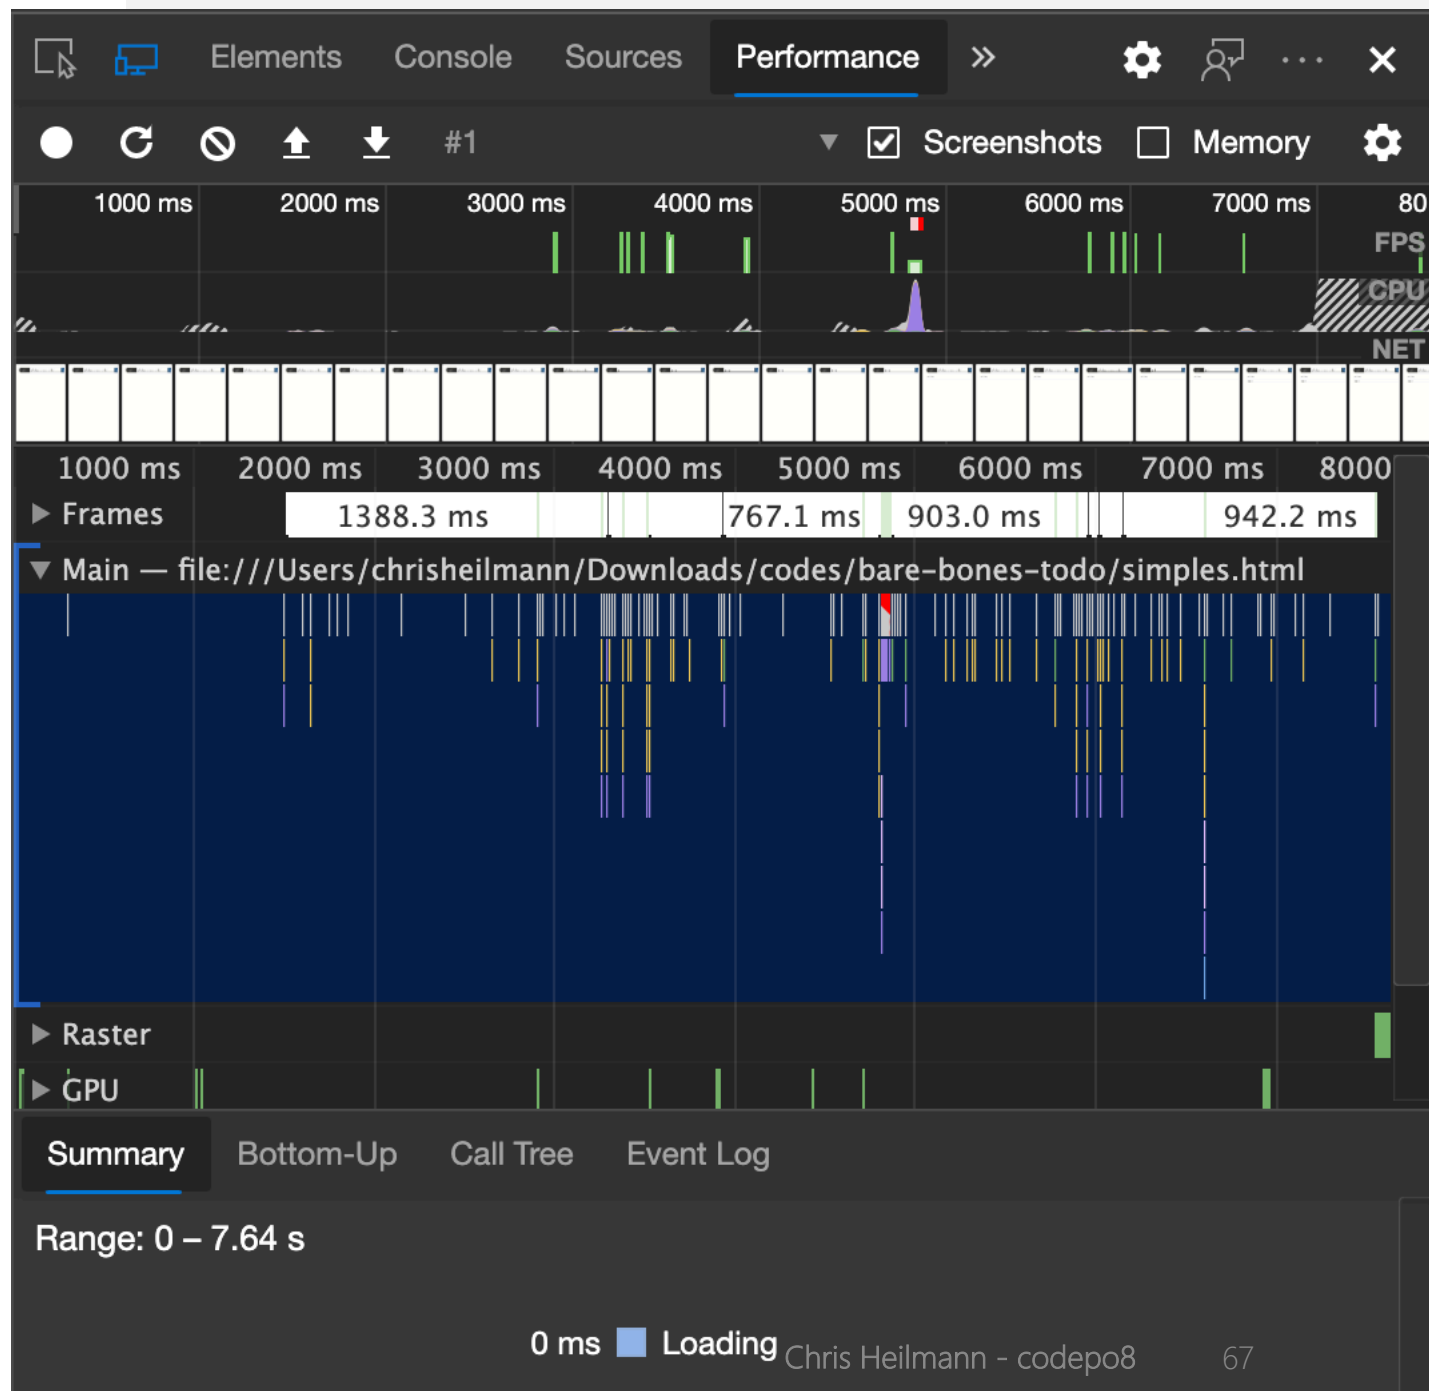 Elements Console Sources Performance
#1 Screenshots Memory
1000 ms 2000 ms 3000 ms 4000 ms 5000 ms 6000 ms 7000 ms 80
FPS
CPU
NET
1000 ms 2000 ms 3000 ms 4000 ms 5000 ms 6000 ms 7000 ms 8000
Frames 1388.3 ms 767.1 ms 903.0 ms 942.2 ms
Main — file:///Users/chrisheilmann/Downloads/codes/bare-bones-todo/simples.html
Raster
GPU
Summary Bottom-Up Call Tree Event Log
Range: 0 – 7.64 s
0 ms Loading
Chris Heilmann - codepo8 67